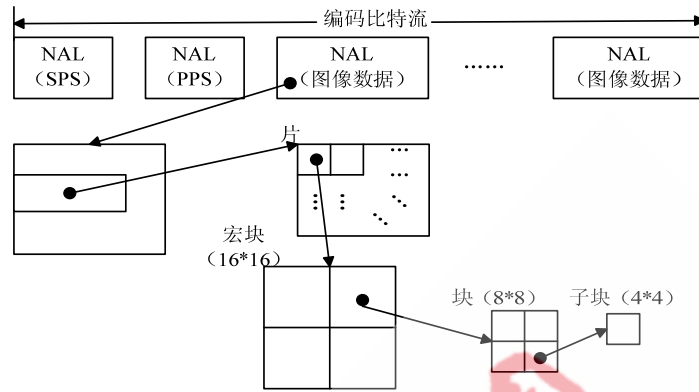 编码比特流
NAL
（SPS）
NAL
（PPS）
NAL
（图像数据）
……
NAL
（图像数据）
片
宏块
（16*16）
块（8*8）
子块（4*4）